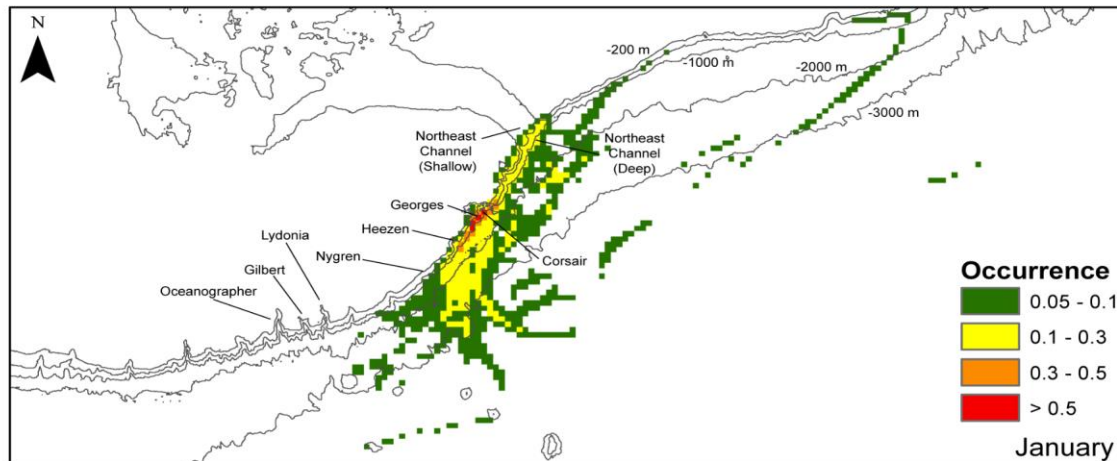 N
-200 m
-1000 m
-2000 m
-3000 m
Northeast
Channel
(Shallow)
Northeast
Channel
(Deep)
Georges
Heezen
Corsair
Lydonia
Nygren
Gilbert
Oceanographer
Occurrence
0.05 - 0.1
0.1 - 0.3
0.3 - 0.5
> 0.5
January